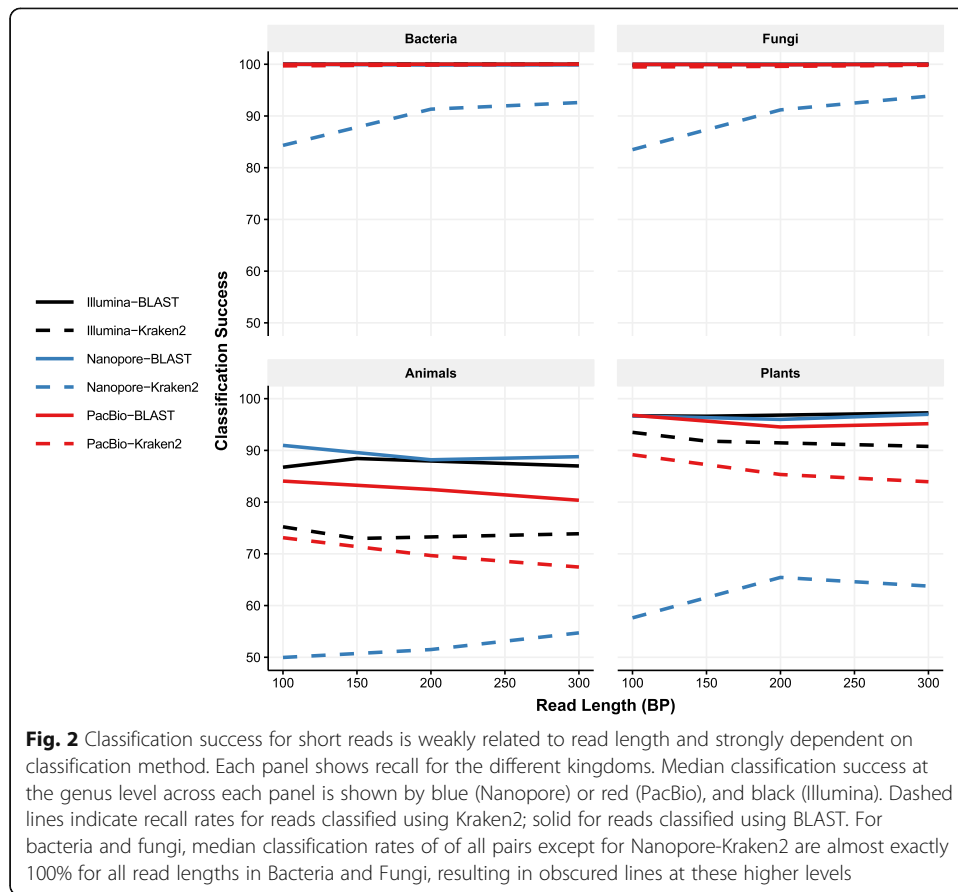 Bacteria
Fungi
100
90
80
70
60
50
Classification Success
Illumina−BLAST
Illumina−Kraken2
Nanopore−BLAST
Nanopore−Kraken2
PacBio−BLAST
PacBio−Kraken2
Animals
Plants
100
90
80
70
60
50
100 150 200 250 300
100 150 200 250 300
Read Length (BP)
Fig. 2 Classification success for short reads is weakly related to read length and strongly dependent on
classification method. Each panel shows recall for the different kingdoms. Median classification success at
the genus level across each panel is shown by blue (Nanopore) or red (PacBio), and black (Illumina). Dashed
lines indicate recall rates for reads classified using Kraken2; solid for reads classified using BLAST. For
bacteria and fungi, median classification rates of of all pairs except for Nanopore-Kraken2 are almost exactly
100% for all read lengths in Bacteria and Fungi, resulting in obscured lines at these higher levels